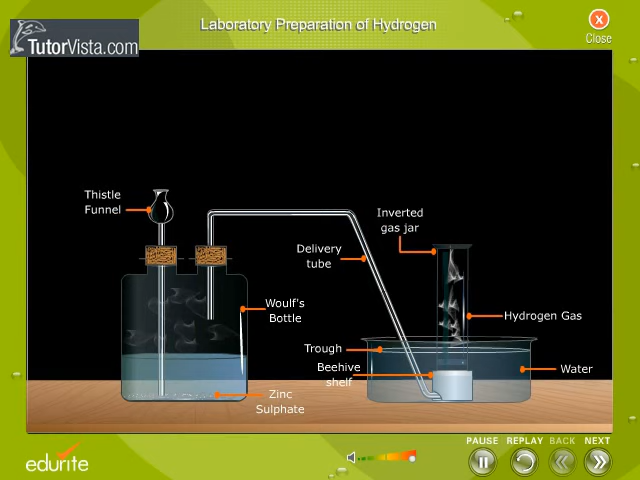 Laboratory Preparation of Hydrogen
X
Close
TutorVista.com
Thistle
Funnel
Inverted
gas jar
Delivery
tube
Woulf's
Bottle
Hydrogen Gas
Trough
Beehive
shelf
Water
Zinc
Sulphate
PAUSE REPLAY BACK NEXT
edurite